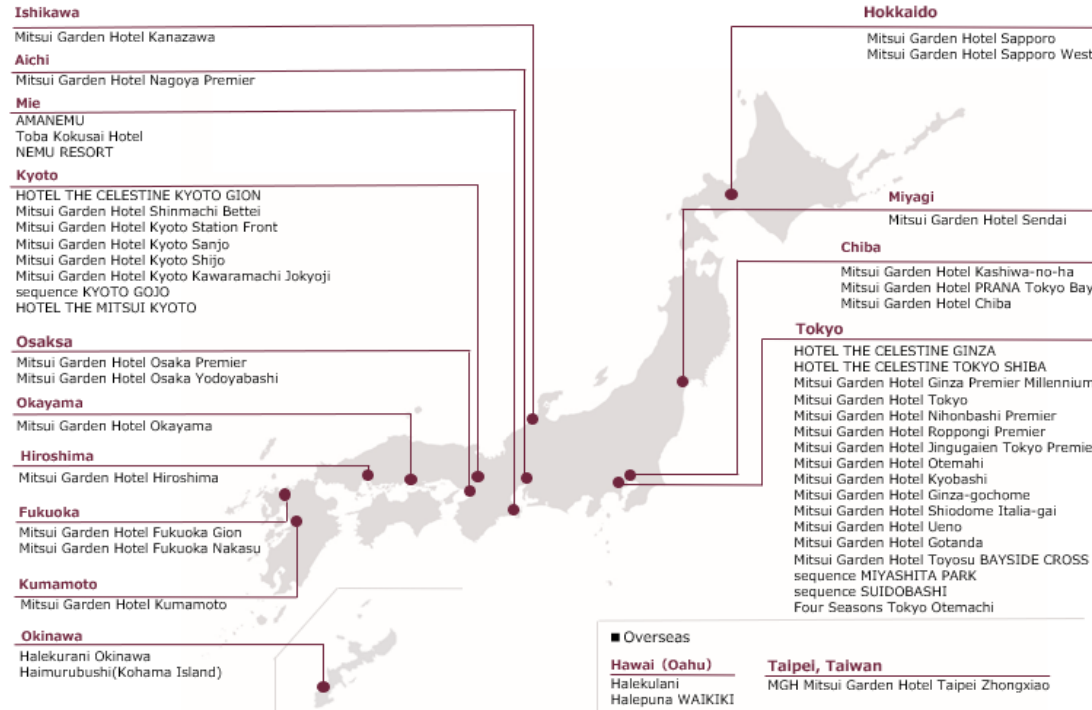 Ishikawa
Mitsui Garden Hotel Kanazawa
Aichi
Mitsui Garden Hotel Nagoya Premier
Mie
AMANEMU
Toba Kokusai Hotel
NEMU RESORT
Kyoto
HOTEL THE CELESTINE KYOTO GION
Mitsui Garden Hotel Shinmachi Bettei
Mitsui Garden Hotel Kyoto Station Front
Mitsui Garden Hotel Kyoto Sanjo
Mitsui Garden Hotel Kyoto Shijo
Mitsui Garden Hotel Kyoto Kawaramachi Jokyoji
sequence KYOTO GOJO
HOTEL THE MITSUI KYOTO
Osaksa
Mitsui Garden Hotel Osaka Premier
Mitsui Garden Hotel Osaka Yodoyabashi
Okayama
Mitsui Garden Hotel Okayama
Hiroshima
Mitsui Garden Hotel Hiroshima
Fukuoka
Mitsui Garden Hotel Fukuoka Gion
Mitsui Garden Hotel Fukuoka Nakasu
Kumamoto
Mitsui Garden Hotel Kumamoto
Okinawa
Halekurani Okinawa
Haimurubushi(Kohama Island)
Hokkaido
Mitsui Garden Hotel Sapporo
Mitsui Garden Hotel Sapporo West
Miyagi
Mitsui Garden Hotel Sendai
Chiba
Mitsui Garden Hotel Kashiwa-no-ha
Mitsui Garden Hotel PRANA Tokyo Bay
Mitsui Garden Hotel Chiba
Tokyo
HOTEL THE CELESTINE GINZA
HOTEL THE CELESTINE TOKYO SHIBA
Mitsui Garden Hotel Ginza Premier Millennium
Mitsui Garden Hotel Tokyo
Mitsui Garden Hotel Nihonbashi Premier
Mitsui Garden Hotel Roppongi Premier
Mitsui Garden Hotel Jingugaien Tokyo Premier
Mitsui Garden Hotel Otemahi
Mitsui Garden Hotel Kyobashi
Mitsui Garden Hotel Ginza-gochome
Mitsui Garden Hotel Shiodome Italia-gai
Mitsui Garden Hotel Ueno
Mitsui Garden Hotel Gotanda
Mitsui Garden Hotel Toyosu BAYSIDE CROSS
sequence MIYASHITA PARK
sequence SUIDOBASHI
Four Seasons Tokyo Otemachi
■ Overseas
Hawai (Oahu)
Halekulani
Halepuna WAIKIKI
Taipei, Taiwan
MGH Mitsui Garden Hotel Taipei Zhongxiao